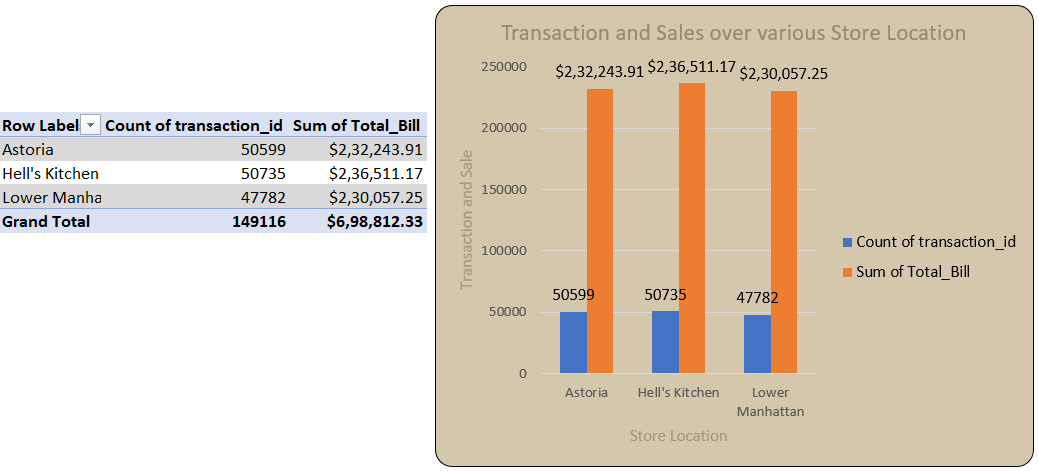 Row Label Count of transaction_id Sum of Total_Bill
Astoria 50599 $2,32,243.91
Hell's Kitchen 50735 $2,36,511.17
Lower Manha 47782 $2,30,057.25
Grand Total 149116 $6,98,812.33
Transaction and Sales over various Store Location
250000
200000
150000
100000
50000
0
Transaction and Sale
$2,32,243.91 $2,36,511.17 $2,30,057.25
50599 50735 47782
Astoria Hell's Kitchen Lower
Manhattan
Store Location
Count of transaction_id
Sum of Total_Bill